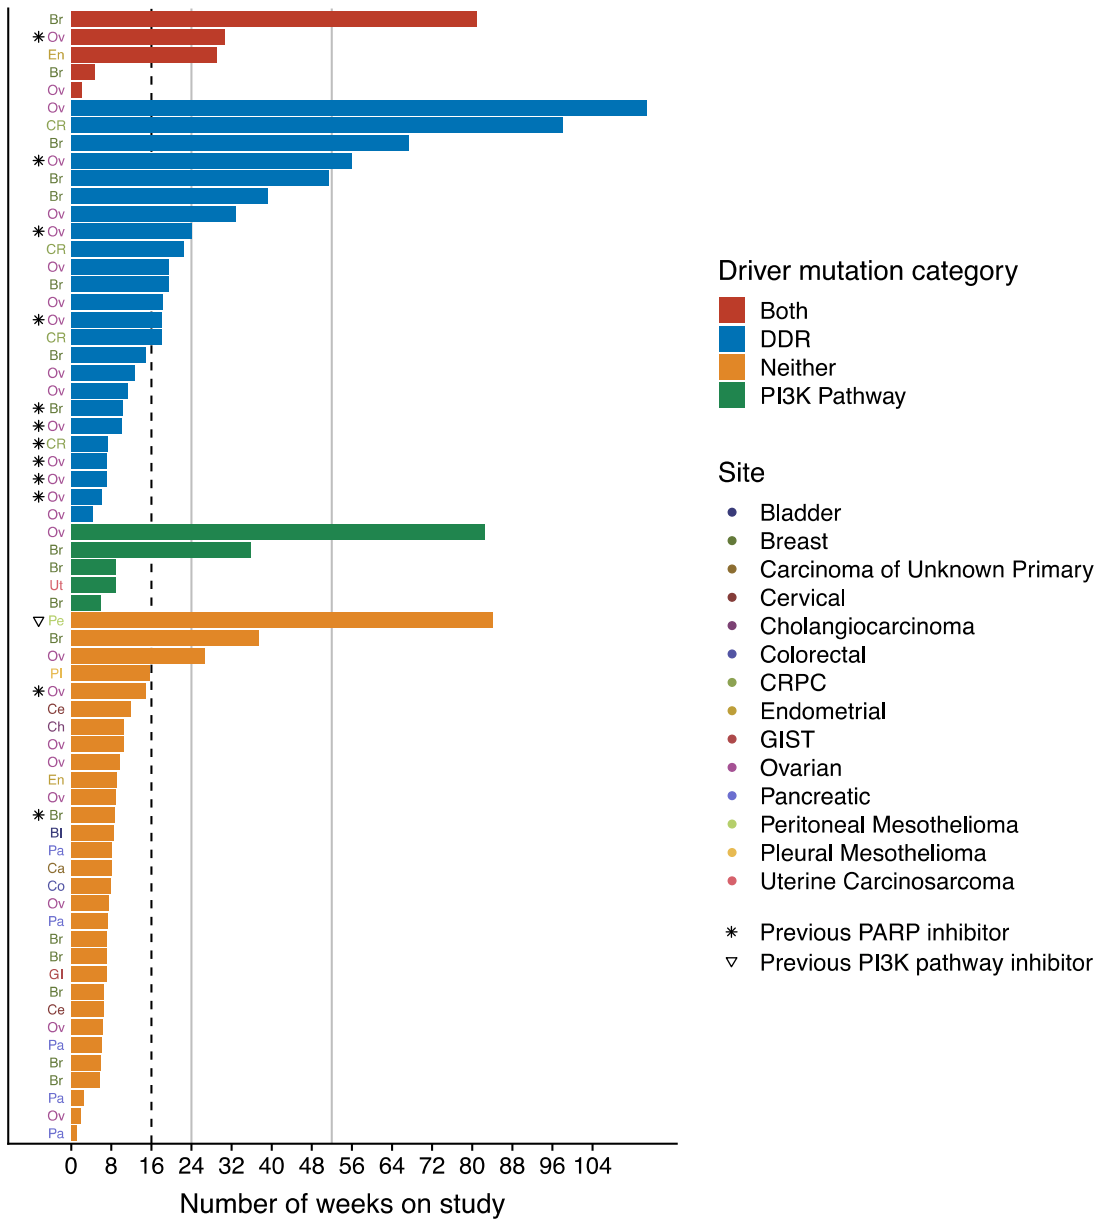 Br
Ov
En
Br
Ov
Ov
CR
Br
Ov
Br
Br
Ov
Ov
CR
Ov
Br
Ov
Ov
CR
Br
Ov
Ov
Br
Ov
CR
Ov
Ov
Ov
Ov
Ov
Br
Br
Ut
Br
Pe
Br
Ov
Pl
Ov
Ce
Ch
Ov
Ov
En
Ov
Br
Bl
Pa
Ca
Co
Ov
Pa
Br
Br
GI
Br
Ce
Ov
Pa
Br
Br
Pa
Ov
Pa
0 8 16 24 32 40 48 56 64 72 80 88 96 104
Number of weeks on study
Driver mutation category
Both
DDR
Neither
PI3K Pathway
Site
Bladder
Breast
Carcinoma of Unknown Primary
Cervical
Cholangiocarcinoma
Colorectal
CRPC
Endometrial
GIST
Ovarian
Pancreatic
Peritoneal Mesothelioma
Pleural Mesothelioma
Uterine Carcinosarcoma
Previous PARP inhibitor
Previous PI3K pathway inhibitor